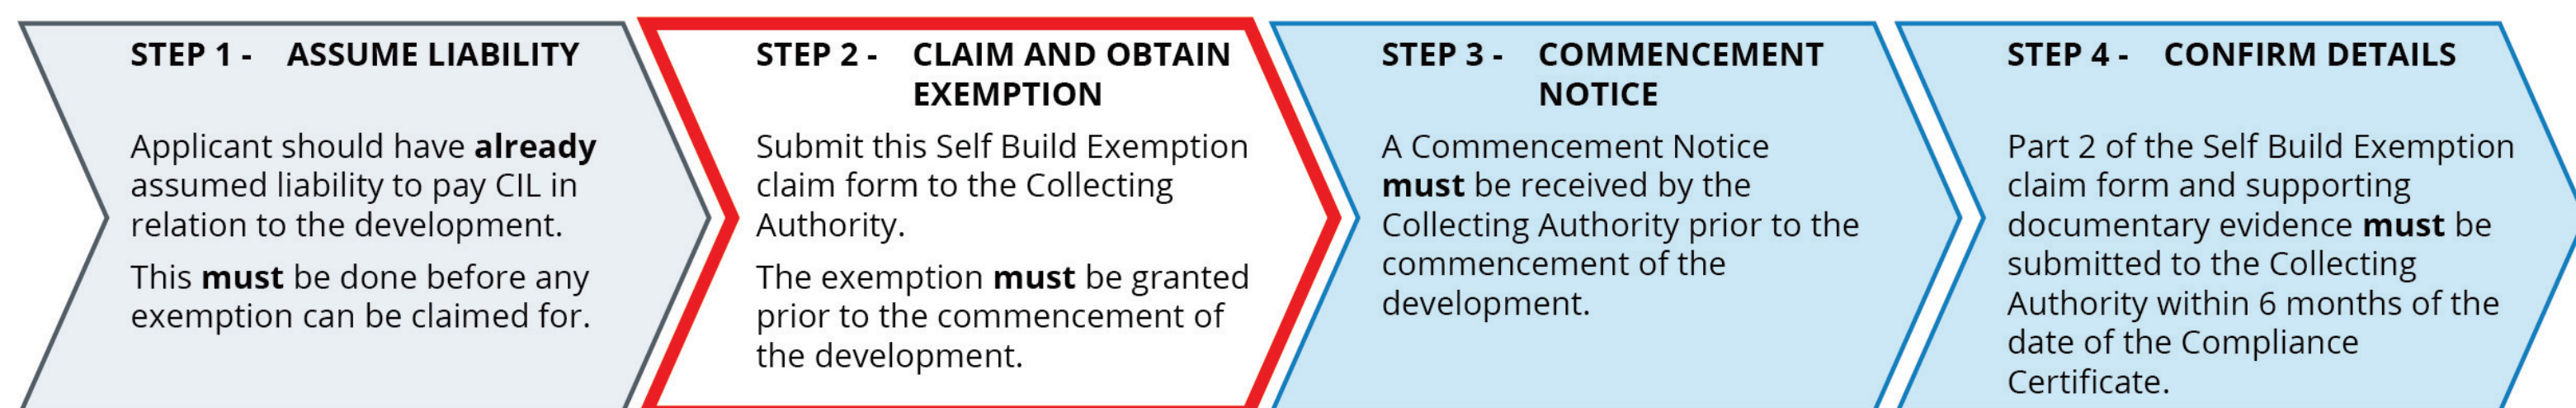 STEP 1 - ASSUME LIABILITY
Applicant should have already
assumed liability to pay CIL in
relation to the development.
This must be done before any
exemption can be claimed for.
STEP 2 - CLAIM AND OBTAIN
EXEMPTION
Submit this Self Build Exemption
claim form to the Collecting
Authority.
The exemption must be granted
prior to the commencement of
the development.
STEP 3 - COMMENCEMENT
NOTICE
A Commencement Notice
must be received by the
Collecting Authority prior to the
commencement of the
development.
STEP 4 - CONFIRM DETAILS
Part 2 of the Self Build Exemption
claim form and supporting
documentary evidence must be
submitted to the Collecting
Authority within 6 months of the
date of the Compliance
Certificate.